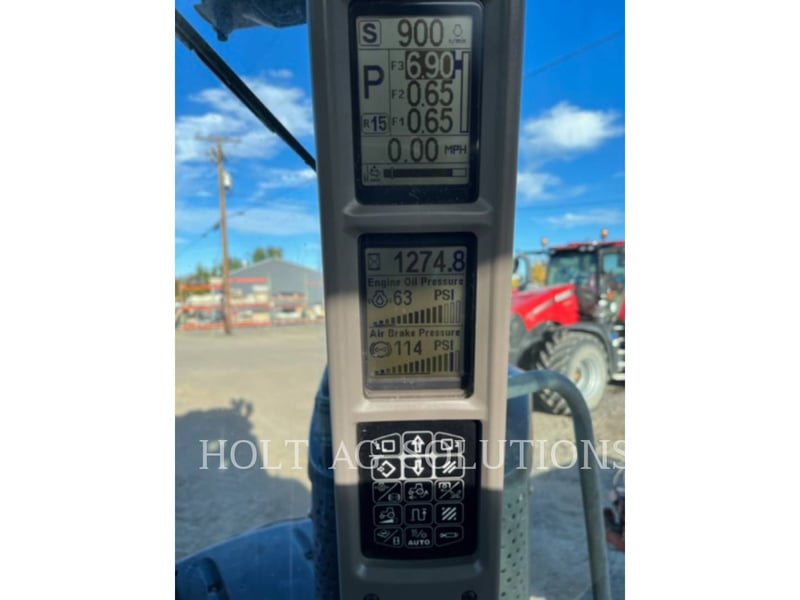 S 900
F3 6.90
P
F2 0.65
R 15 F1 0.65
0.00 MPH
1274.8
Engine Oil Pressure
63 PSI
Air Brake Pressure
114 PSI
HOLT AG SOLUTIONS
AUTO